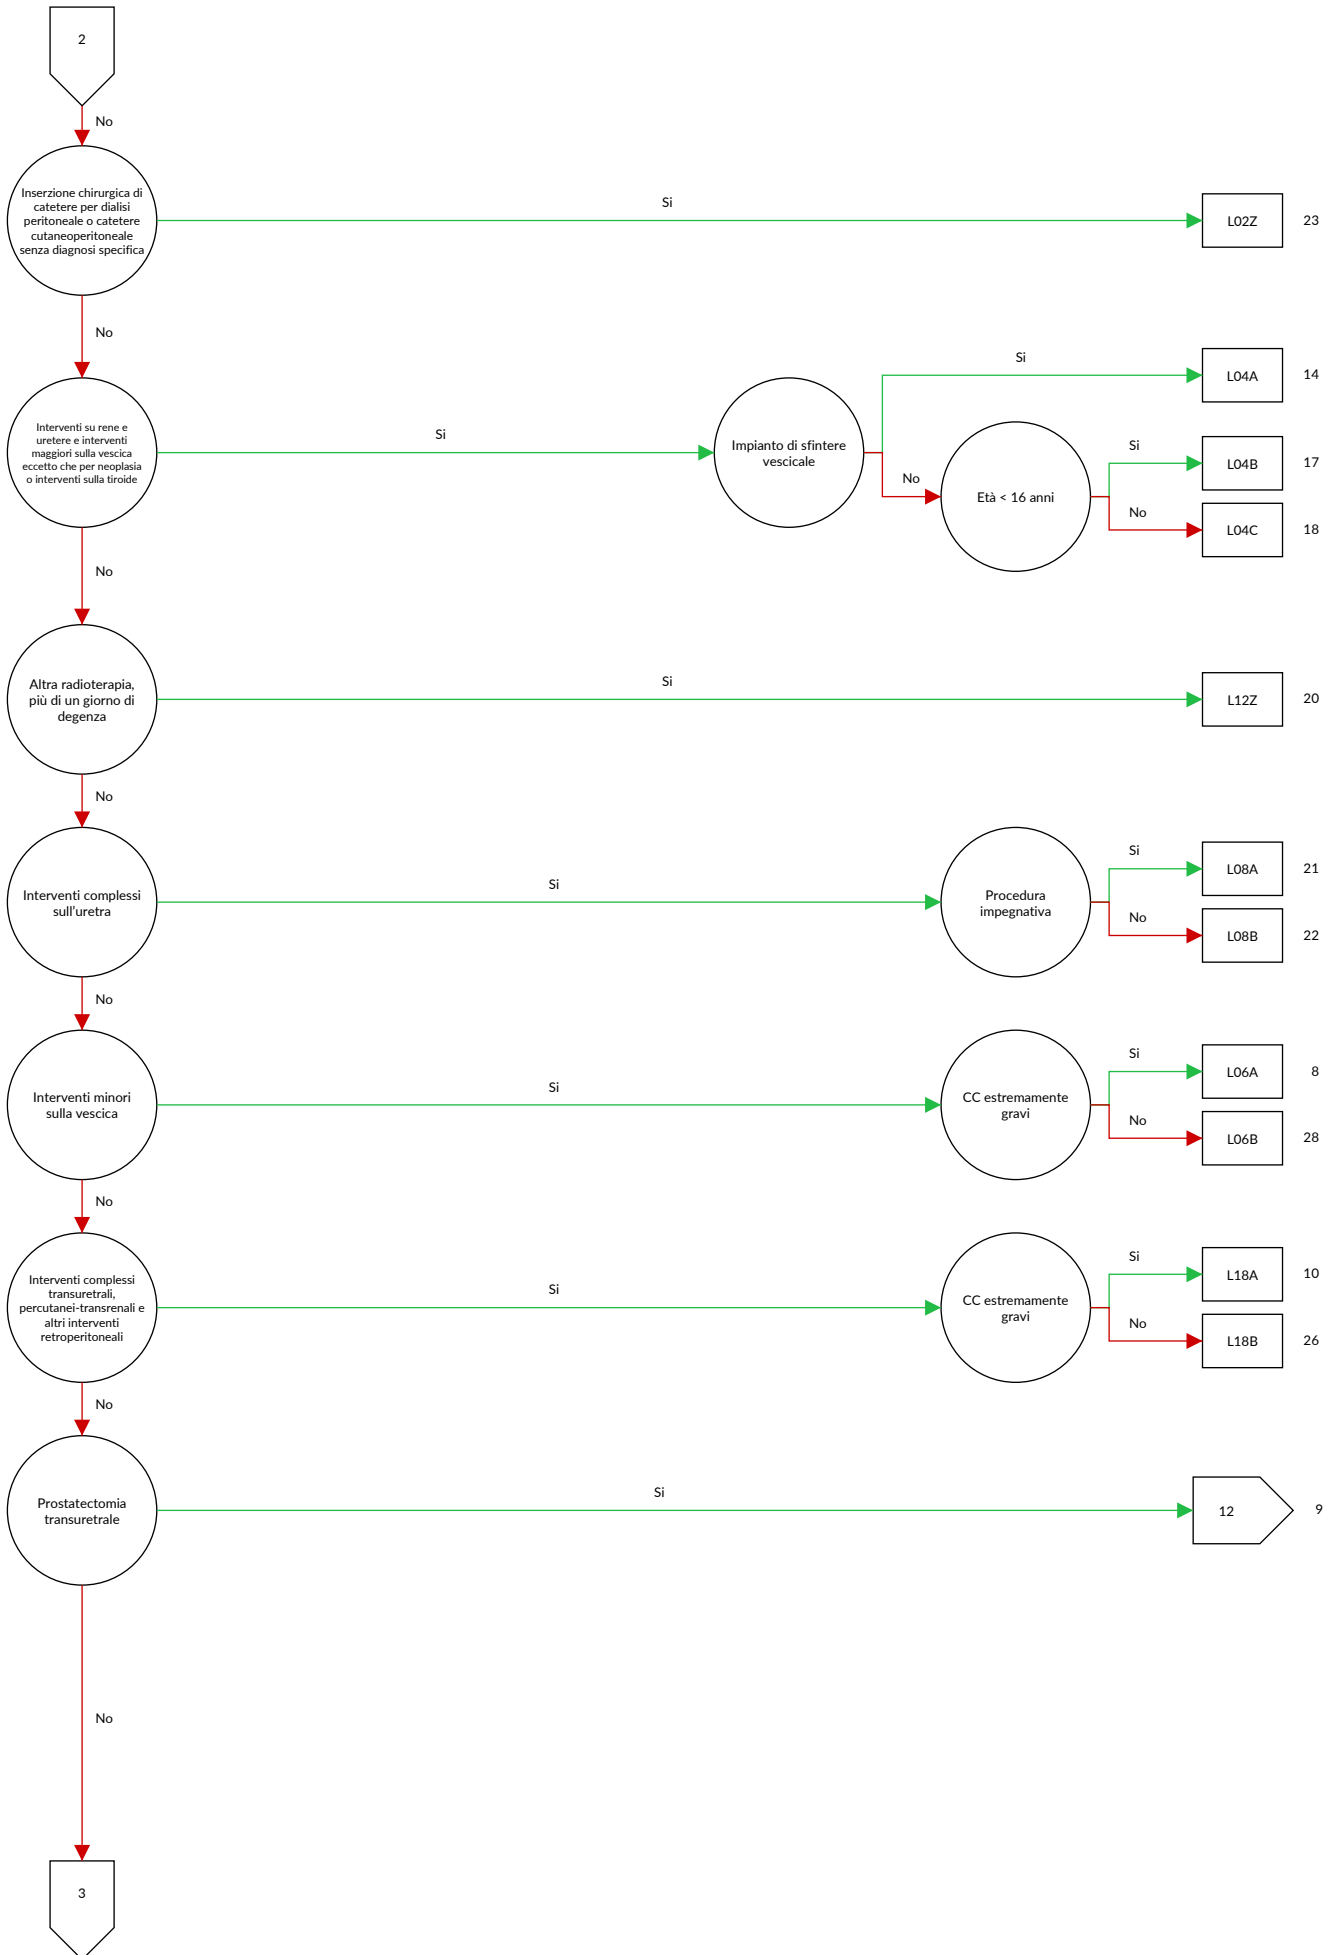 2
No
Inserzione chirurgica di
catetere per dialisi
peritoneale o catetere
cutaneoperitoneale
senza diagnosi specifica
Si
L02Z
23
No
Interventi su rene e
uretere e interventi
maggiori sulla vescica
eccetto che per neoplasia
o interventi sulla tiroide
Si
Impianto di sfintere
vescicale
Si
L04A
14
No
Età < 16 anni
Si
L04B
17
No
L04C
18
No
Altra radioterapia,
più di un giorno di
degenza
Si
L12Z
20
No
Interventi complessi
sull'uretra
Si
Procedura
impegnativa
Si
L08A
21
No
L08B
22
No
Interventi minori
sulla vescica
Si
CC estremamente
gravi
Si
L06A
8
No
L06B
28
No
Interventi complessi
transuretrali,
percutanei-transrenali e
altri interventi
retroperitoneali
Si
CC estremamente
gravi
Si
L18A
10
No
L18B
26
No
Prostatectomia
transuretrale
Si
12
9
No
3